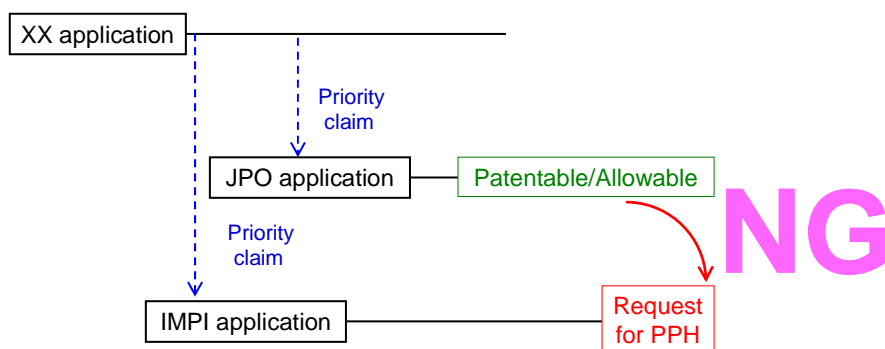 XX application
Priority
claim
JPO application
Patentable/Allowable
NG
Priority
claim
IMPI application
Request
for PPH